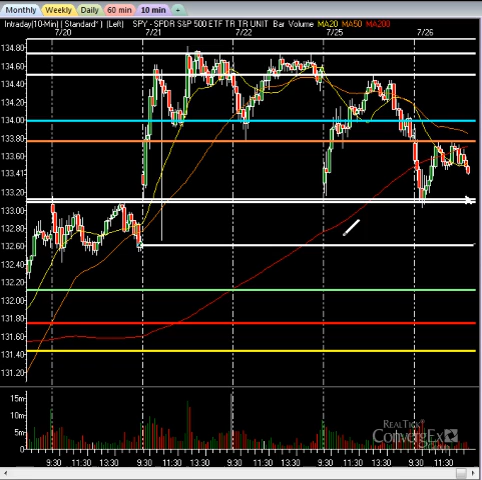 Monthly Weekly Daily 60 min 10 min +
Intraday(10-Min) (Standard*) (Left) SPY - SPDR S&P 500 ETF TR TR UNIT Bar Volume MA20 MA50 MA200
7/20 7/21 7/22 7/25 7/26
134.80
134.60
134.40
134.20
134.00
133.80
133.60
133.41
133.20
133.00
132.80
132.60
132.40
132.20
132.00
131.80
131.60
131.40
131.20
15m
10m
5m
REALTICK
CONVERGEX
9:30 11:30 13:30 9:30 11:30 13:30 9:30 11:30 13:30 9:30 11:30 13:30 9:30 11:30